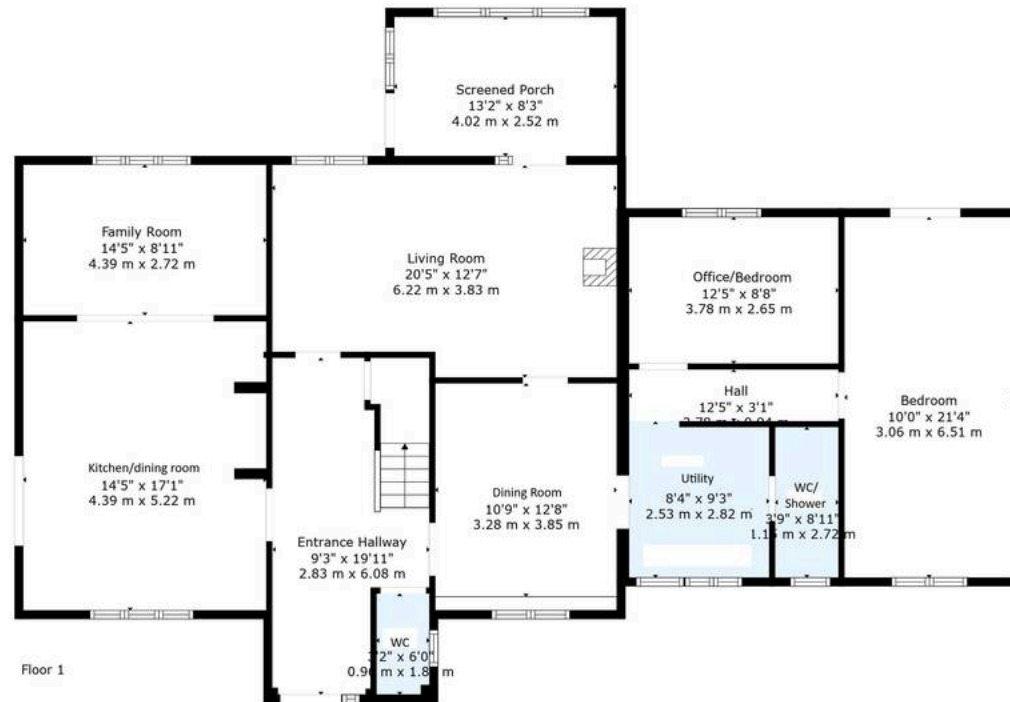 Screened Porch
13'2" x 8'3"
4.02 m x 2.52 m
Family Room
14'5" x 8'11"
4.39 m x 2.72 m
Living Room
20'5" x 12'7"
6.22 m x 3.83 m
Office/Bedroom
12'5" x 8'8"
3.78 m x 2.65 m
Hall
12'5" x 3'1"
Bedroom
10'0" x 21'4"
3.06 m x 6.51 m
Kitchen/dining room
14'5" x 17'1"
4.39 m x 5.22 m
Entrance Hallway
9'3" x 19'11"
2.83 m x 6.08 m
Dining Room
10'9" x 12'8"
3.28 m x 3.85 m
Utility
8'4" x 9'3"
2.53 m x 2.82 m
WC/
Shower
3'9" x 8'11"
x 2.72 m
WC
x 6'0"
m x
Floor 1